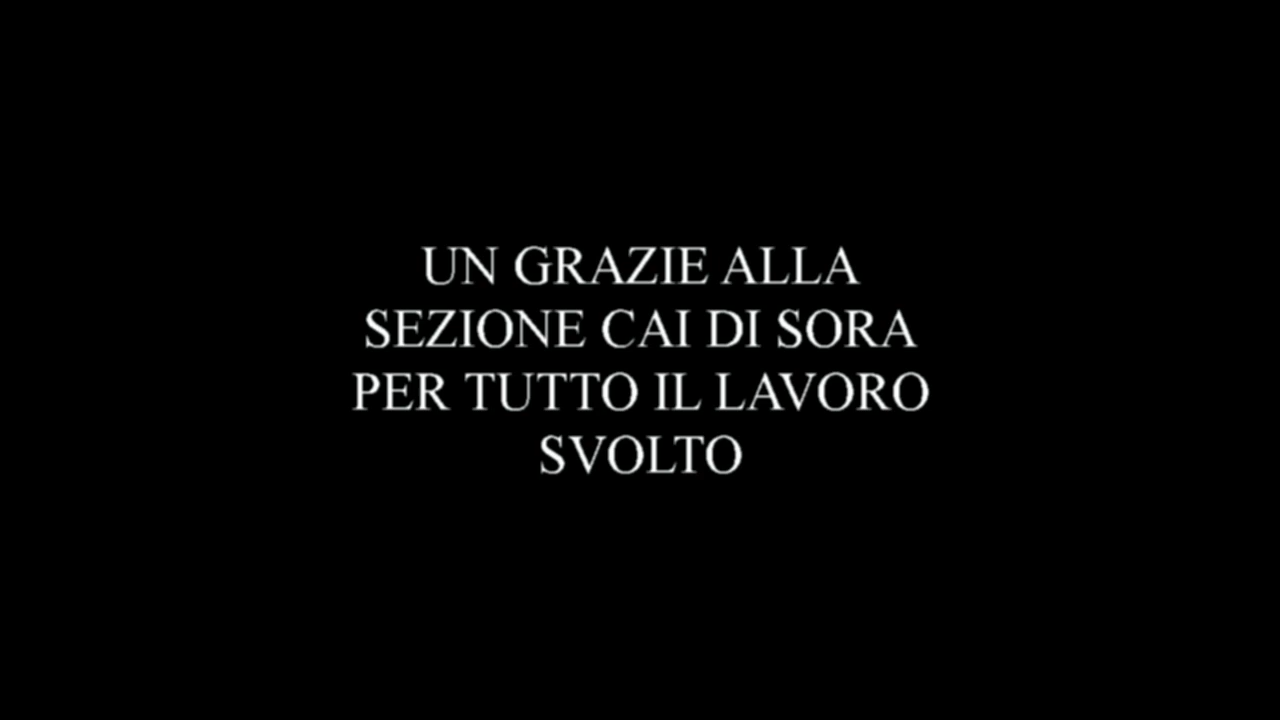 UN GRAZIE ALLA
SEZIONE CAI DI SORA
PER TUTTO IL LAVORO
SVOLTO